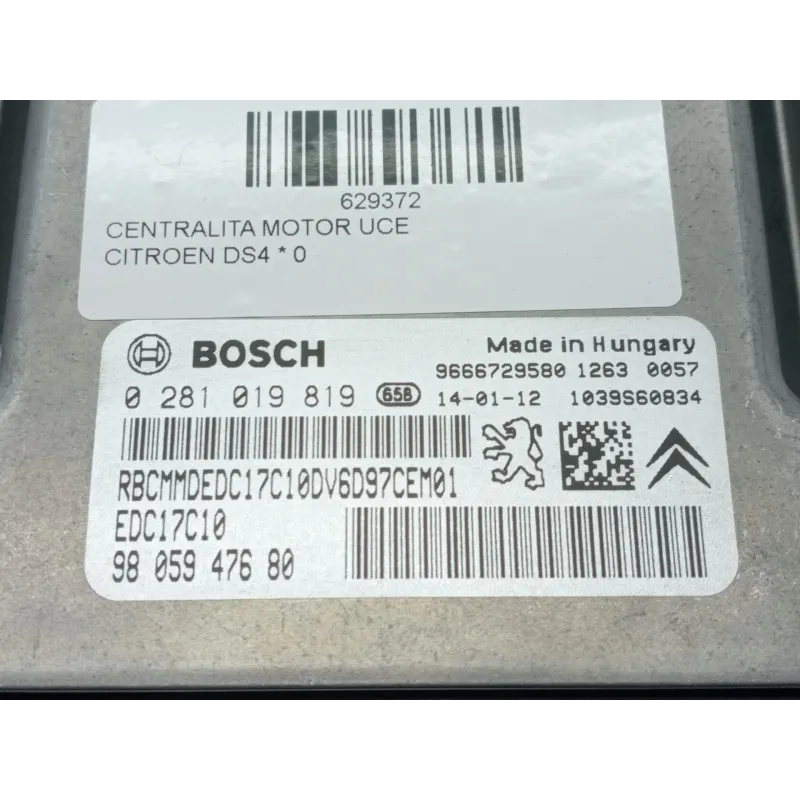 629372
CENTRALITA MOTOR UCE
CITROEN DS4 * 0
BOSCH
Made in Hungary
9666729580 1263 0057
0 281 019 819 658 14-01-12 1039S60834
RBCMMDEDC17C10DV6D97CEM01
EDC17C10
98 059 476 80